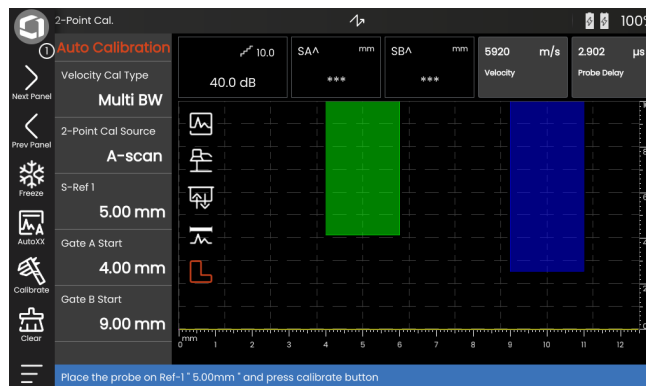 2-Point Cal.
100%
1
Auto Calibration
10.0
40.0 dB
SA^ mm
***
SB^ mm
***
5920 m/s
Velocity
2.902 µs
Probe Delay
Next Panel
Velocity Cal Type
Multi BW
Prev Panel
2-Point Cal Source
A-scan
Freeze
S-Ref 1
5.00 mm
AutoXX
Gate A Start
4.00 mm
Calibrate
Gate B Start
9.00 mm
Clear
0 mm 1 2 3 4 5 6 7 8 9 10 11 12
Place the probe on Ref-1 " 5.00mm " and press calibrate button